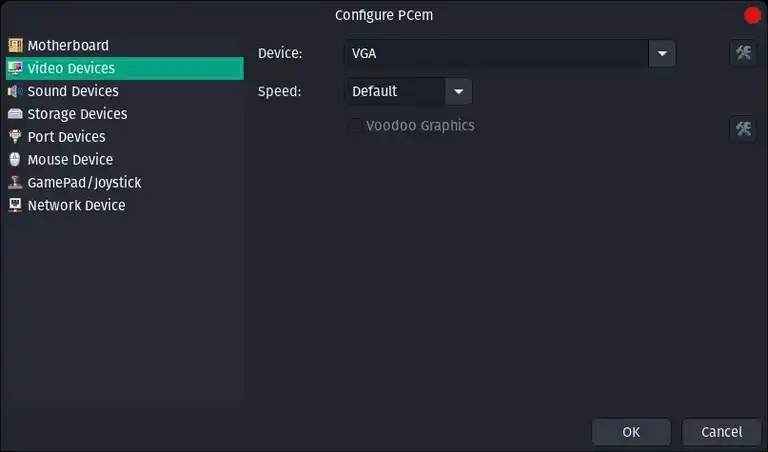 Configure PCem
Motherboard
Video Devices
Sound Devices
Storage Devices
Port Devices
Mouse Device
GamePad/Joystick
Network Device
Device: VGA
Speed: Default
Voodoo Graphics
OK Cancel